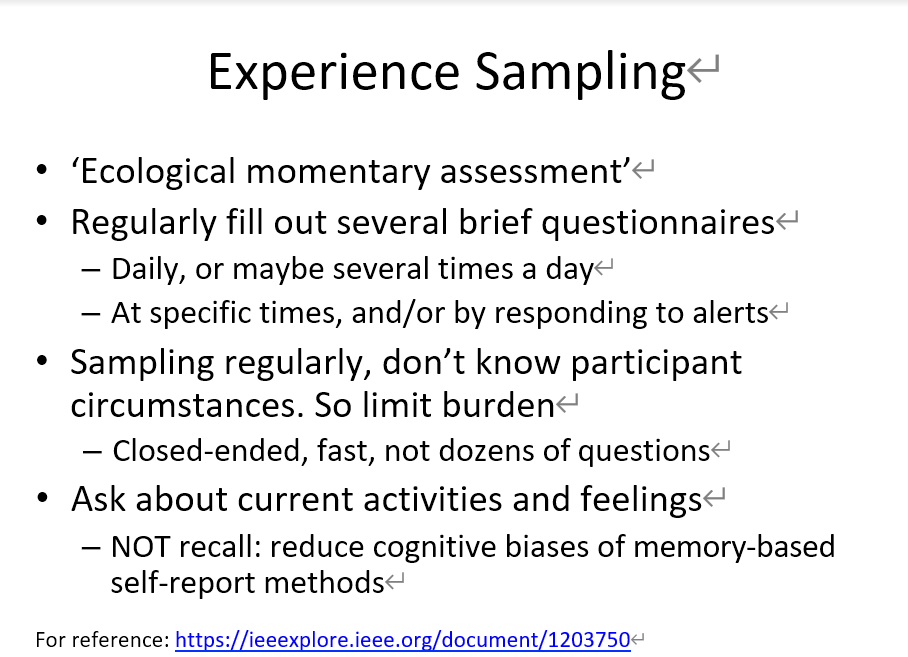 Experience Sampling↵
• ‘Ecological momentary assessment’↵
• Regularly fill out several brief questionnaires↵
– Daily, or maybe several times a day↵
– At specific times, and/or by responding to alerts↵
• Sampling regularly, don’t know participant
circumstances. So limit burden↵
– Closed-ended, fast, not dozens of questions↵
• Ask about current activities and feelings↵
– NOT recall: reduce cognitive biases of memory-based
self-report methods↵
For reference: https://ieeexplore.ieee.org/document/1203750↵